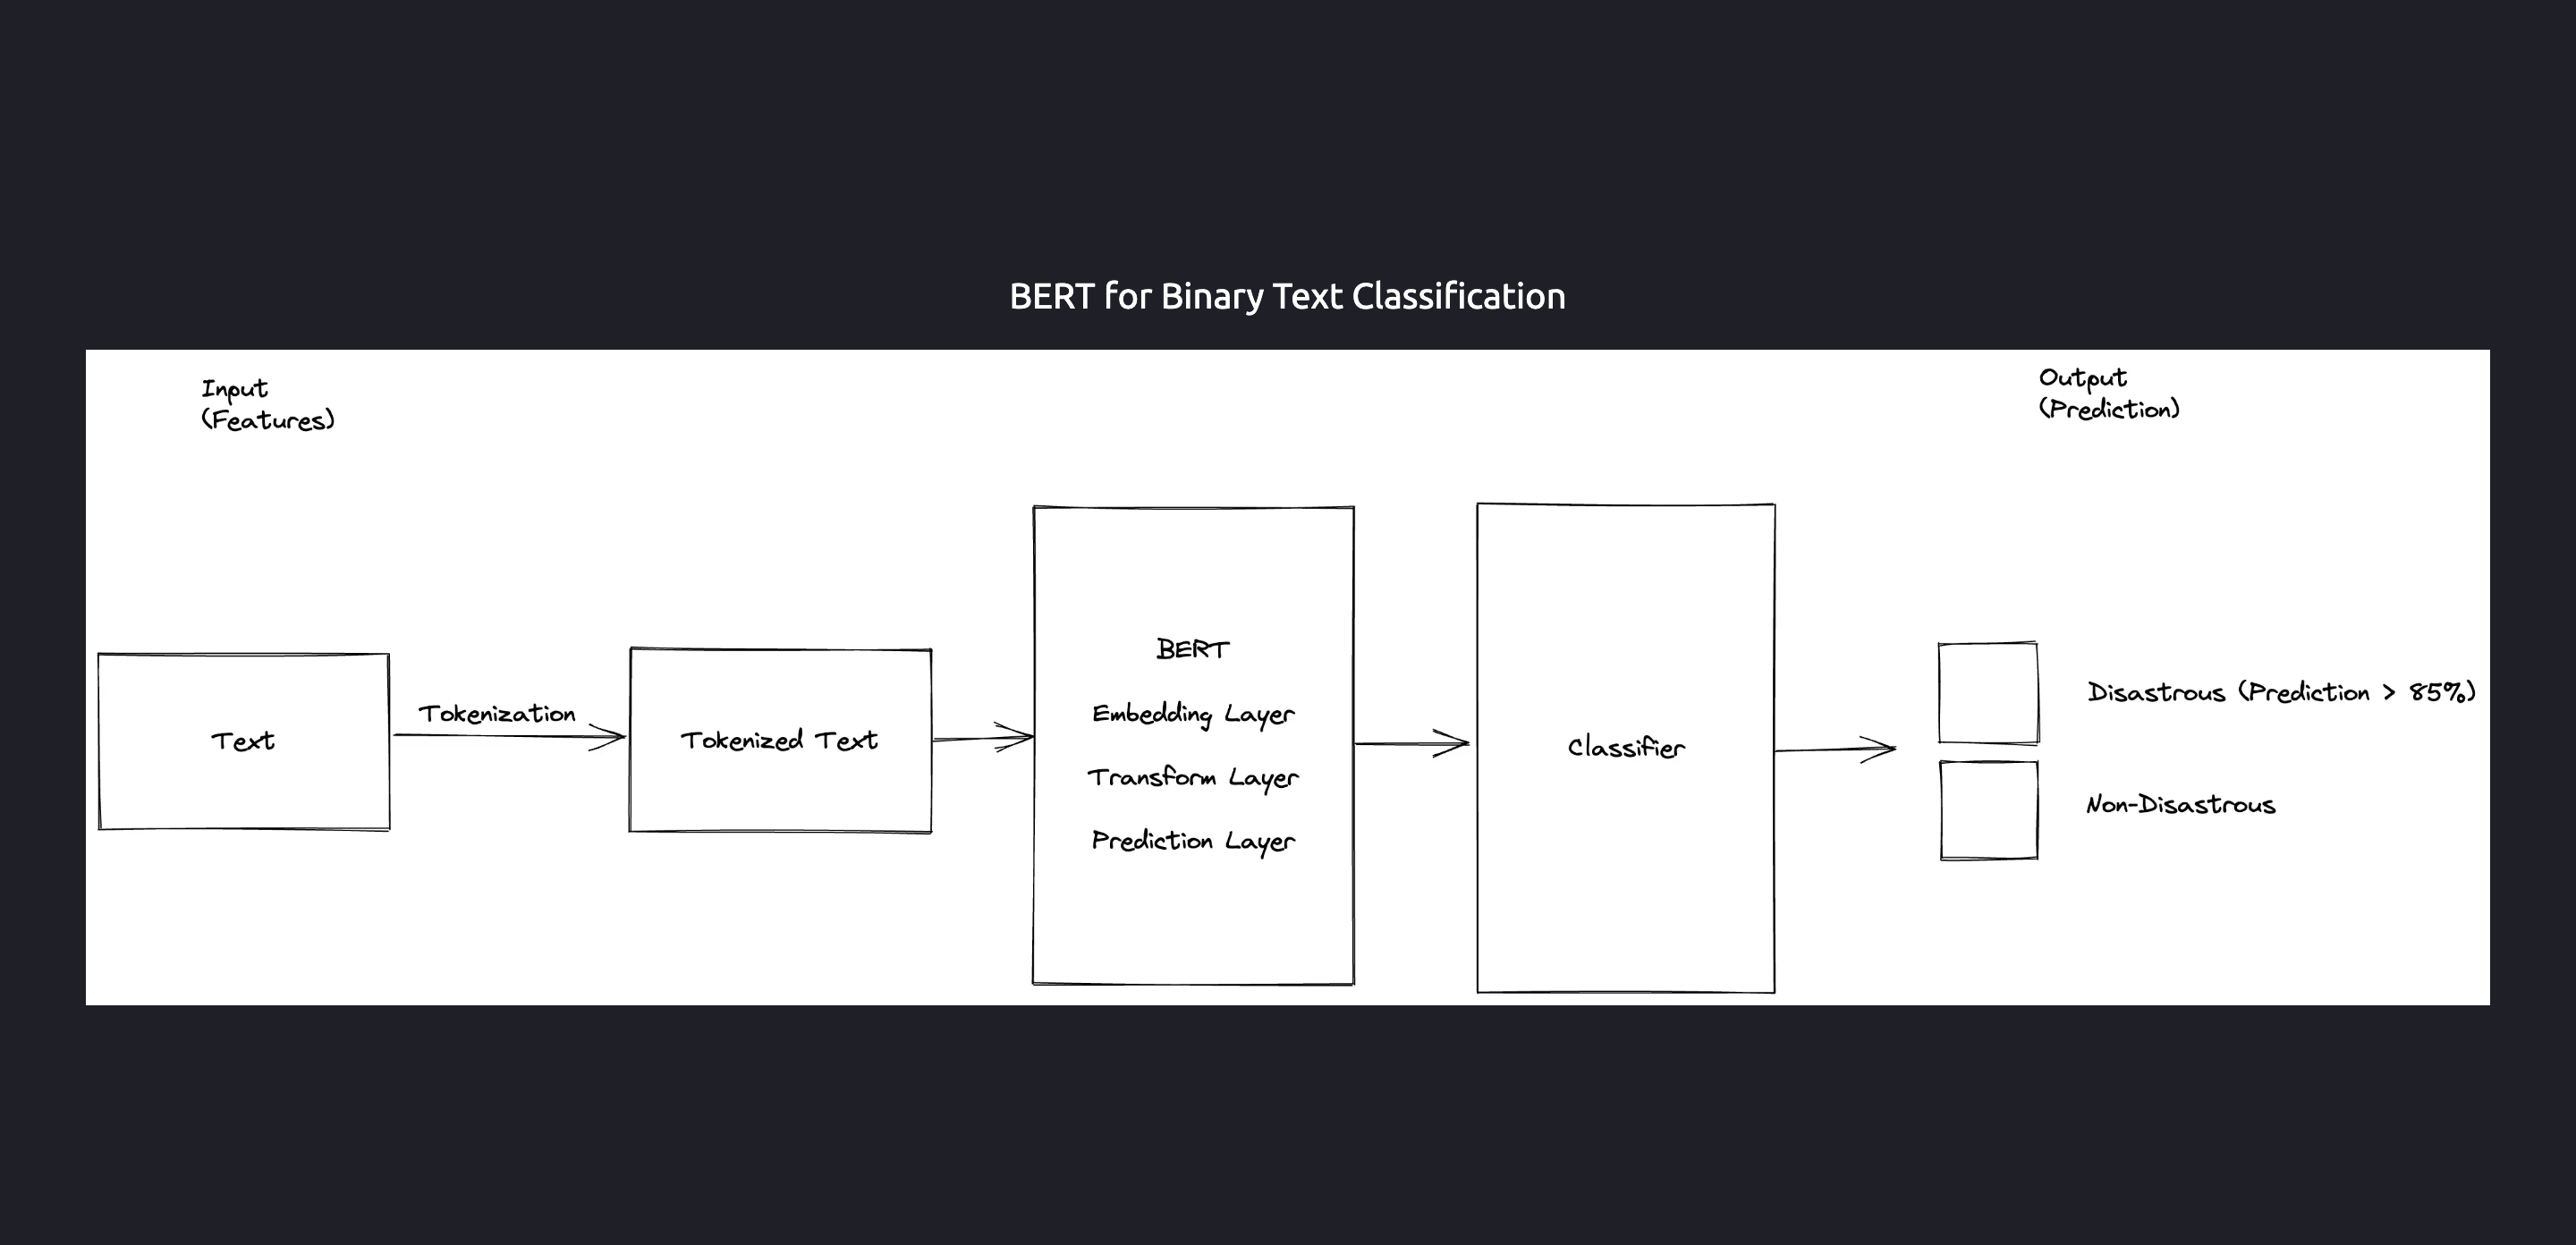 BERT for Binary Text Classification
Input
(Features)
Output
(Prediction)
Text
Tokenization
Tokenized Text
BERT
Embedding Layer
Transform Layer
Prediction Layer
Classifier
Disastrous (Prediction > 85%)
Non-Disastrous